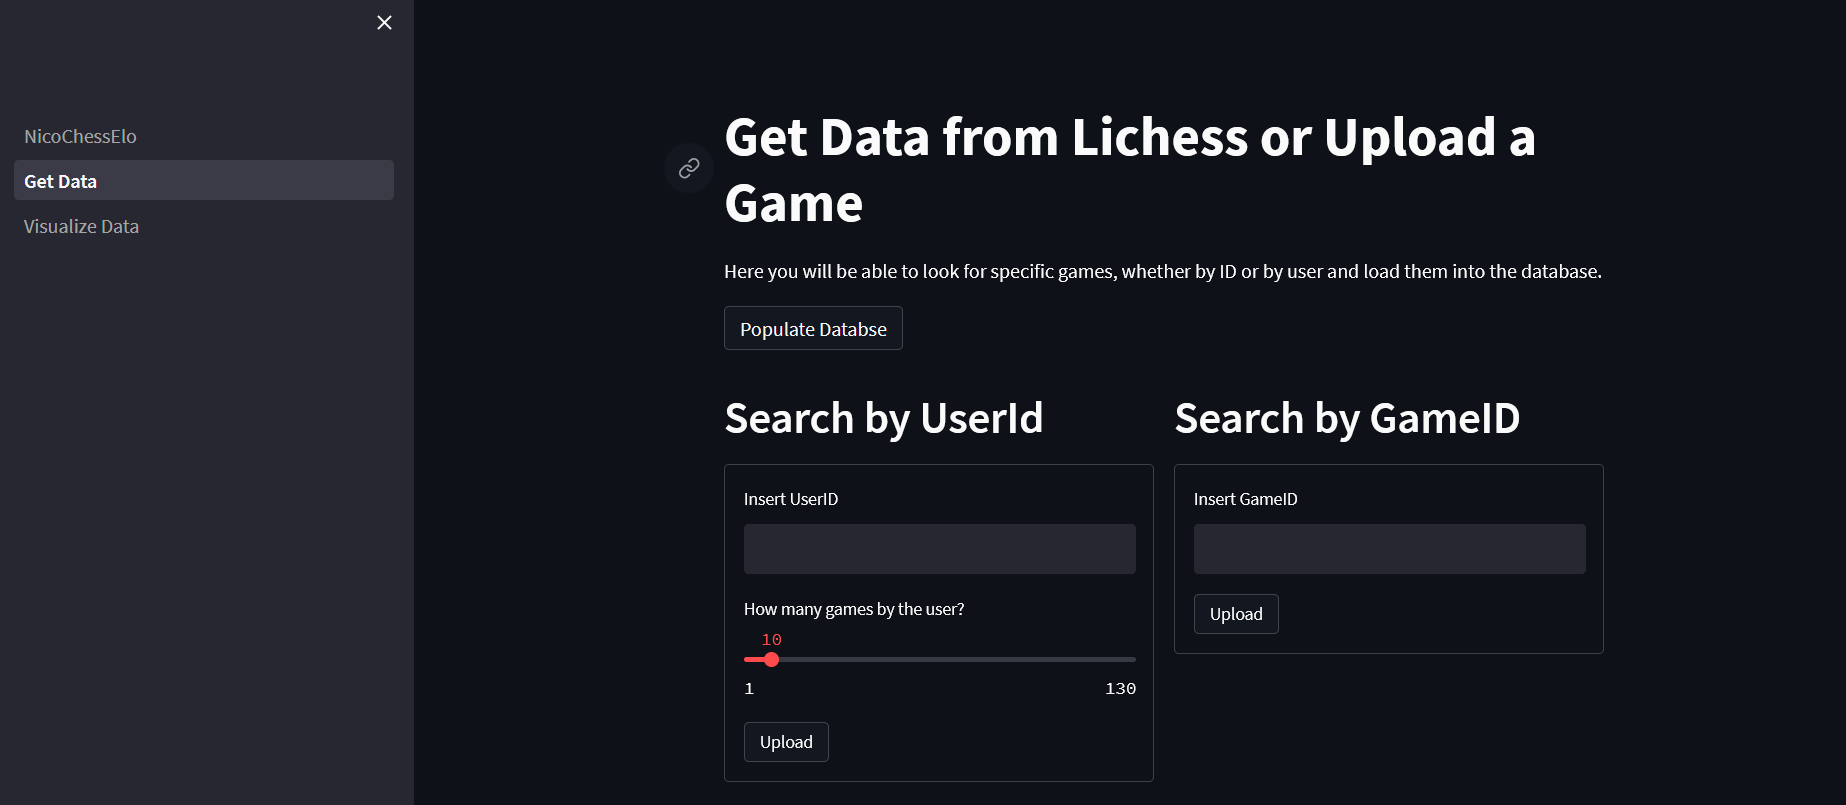 NicoChessElo
Get Data
Visualize Data
Get Data from Lichess or Upload a
Game
Here you will be able to look for specific games, whether by ID or by user and load them into the database.
Populate Databse
Search by UserId
Insert UserID
How many games by the user?
10
1
130
Upload
Search by GameID
Insert GameID
Upload